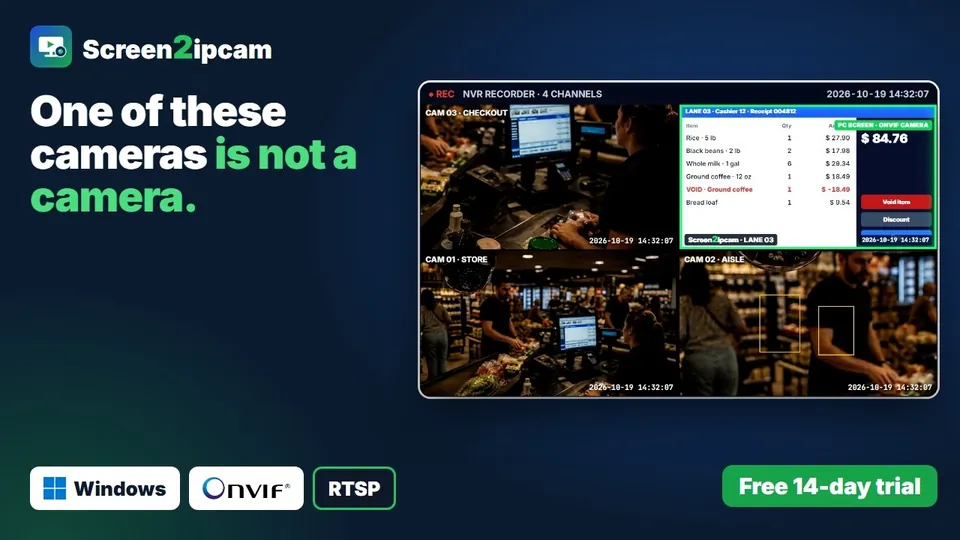 Screen2ipcam
One of these
cameras is not a
camera.
REC NVR RECORDER · 4 CHANNELS 2026-10-19 14:32:07
CAM 03 · CHECKOUT
2026-10-19 14:32:07
LANE 03 · Cashier 12 · Receipt 004812
PC SCREEN · ONVIF CAMERA
Item Qty
Rice · 5 lb 1 $ 27.90
Black beans · 2 lb 2 $ 17.98
Whole milk · 1 gal 6 $ 29.34
Ground coffee · 12 oz 1 $ 18.49
VOID · Ground coffee 1 $ -18.49
Bread loaf 1 $ 9.54
$ 84.76
Void item
Discount
Screen2ipcam · LANE 03
2026-10-19 14:32:07
CAM 01 · STORE
2026-10-19 14:32:07
CAM 02 · AISLE
2026-10-19 14:32:07
Windows
ONVIF®
RTSP
Free 14-day trial